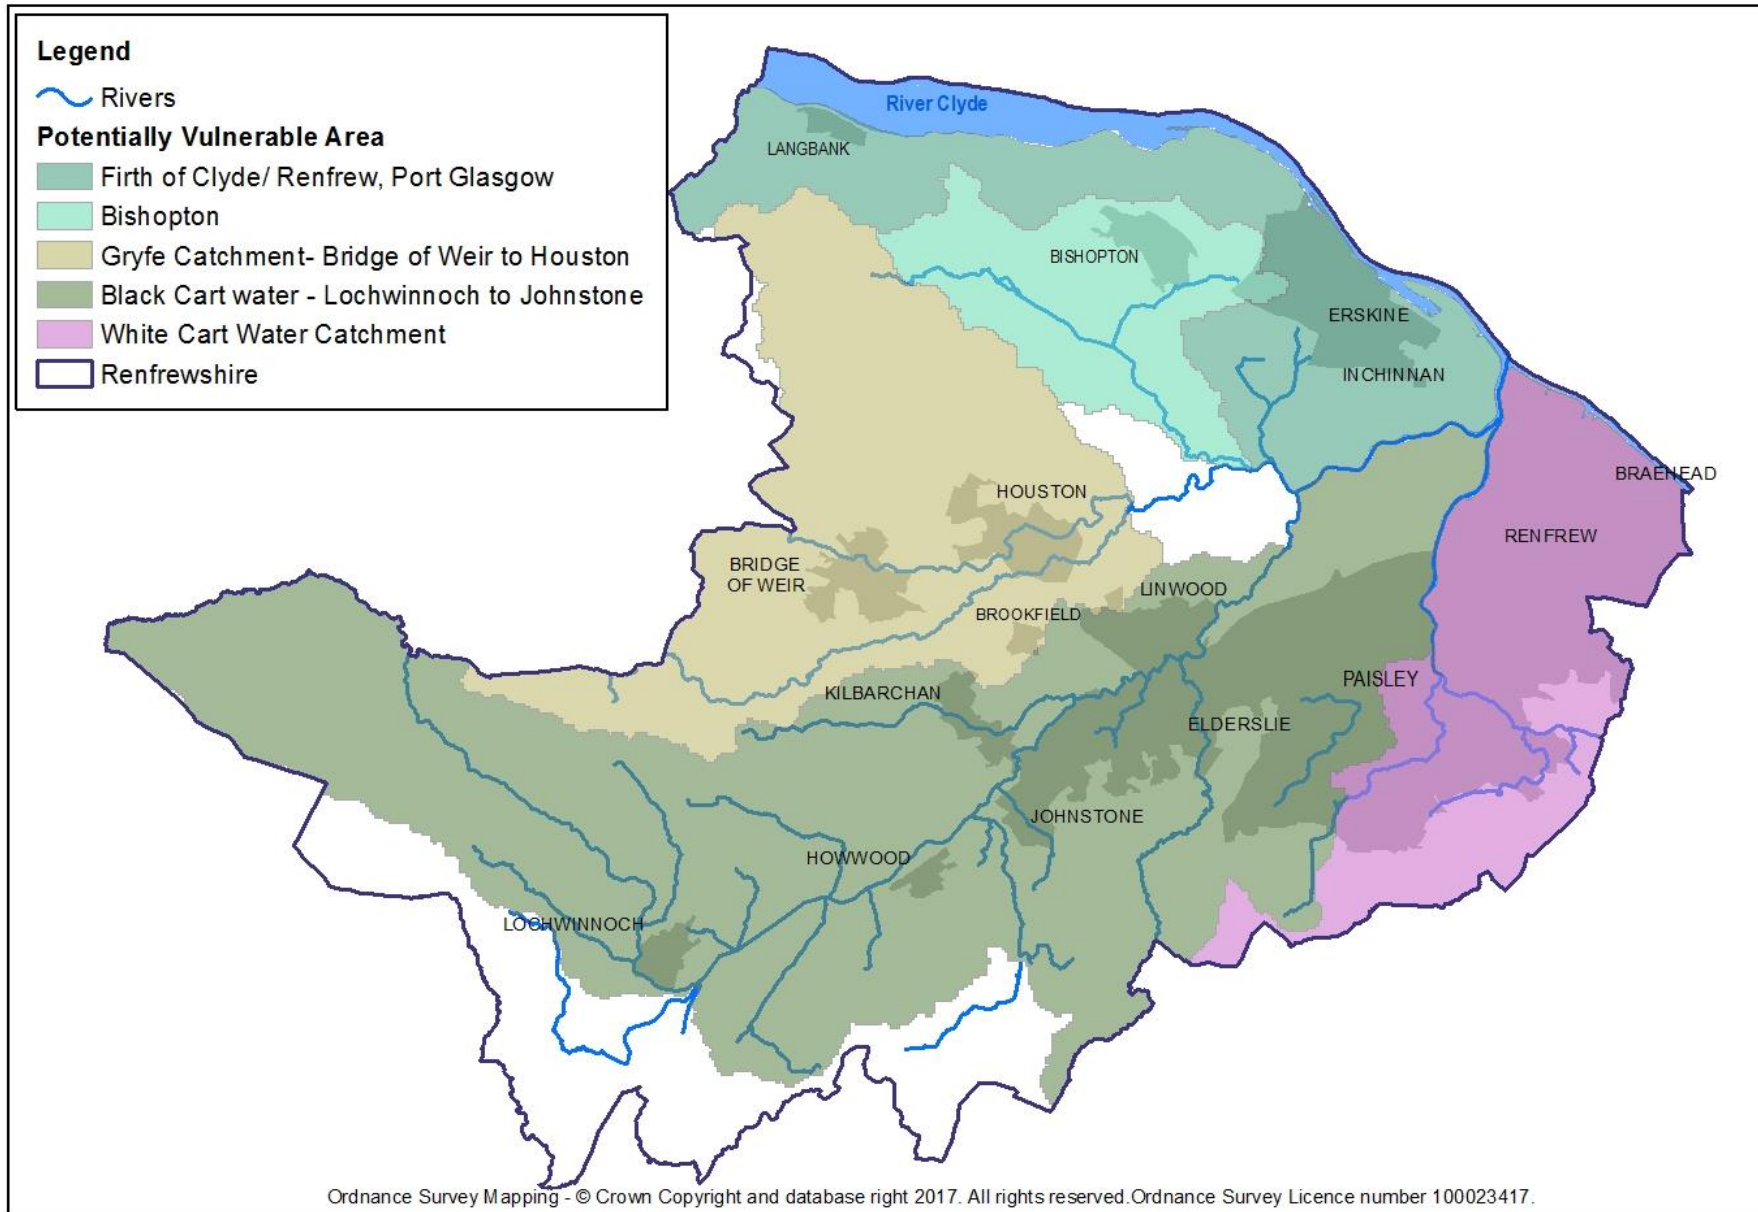 Legend
Rivers
Potentially Vulnerable Area
Firth of Clyde/ Renfrew, Port Glasgow
Bishopton
Gryfe Catchment- Bridge of Weir to Houston
Black Cart water - Lochwinnoch to Johnstone
White Cart Water Catchment
Renfrewshire
River Clyde
LANGBANK
BISHOPTON
ERSKINE
INCHINNAN
BRAEHEAD
HOUSTON
RENFREW
BRIDGE
OF WEIR
LINWOOD
BROOKFIELD
PAISLEY
KILBARCHAN
ELDERSLIE
JOHNSTONE
HOWWOOD
LOCHWINNOCH
Ordnance Survey Mapping - © Crown Copyright and database right 2017. All rights reserved.Ordnance Survey Licence number 100023417.